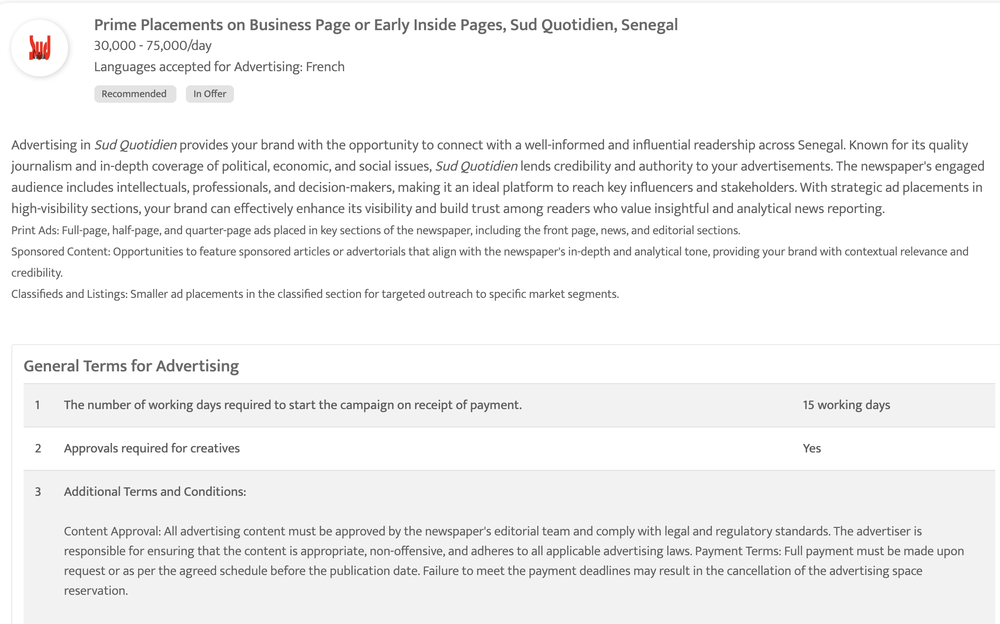 Sud
Quotidien
Prime Placements on Business Page or Early Inside Pages, Sud Quotidien, Senegal
30,000 - 75,000/day
Languages accepted for Advertising: French
Recommended In Offer
Advertising in Sud Quotidien provides your brand with the opportunity to connect with a well-informed and influential readership across Senegal. Known for its quality
journalism and in-depth coverage of political, economic, and social issues, Sud Quotidien lends credibility and authority to your advertisements. The newspaper's engaged
audience includes intellectuals, professionals, and decision-makers, making it an ideal platform to reach key influencers and stakeholders. With strategic ad placements in
high-visibility sections, your brand can effectively enhance its visibility and build trust among readers who value insightful and analytical news reporting.
Print Ads: Full-page, half-page, and quarter-page ads placed in key sections of the newspaper, including the front page, news, and editorial sections.
Sponsored Content: Opportunities to feature sponsored articles or advertorials that align with the newspaper's in-depth and analytical tone, providing your brand with contextual relevance and
credibility.
Classifieds and Listings: Smaller ad placements in the classified section for targeted outreach to specific market segments.
General Terms for Advertising
1 The number of working days required to start the campaign on receipt of payment. 15 working days
2 Approvals required for creatives Yes
3 Additional Terms and Conditions:
Content Approval: All advertising content must be approved by the newspaper's editorial team and comply with legal and regulatory standards. The advertiser is
responsible for ensuring that the content is appropriate, non-offensive, and adheres to all applicable advertising laws. Payment Terms: Full payment must be made upon
request or as per the agreed schedule before the publication date. Failure to meet the payment deadlines may result in the cancellation of the advertising space
reservation.